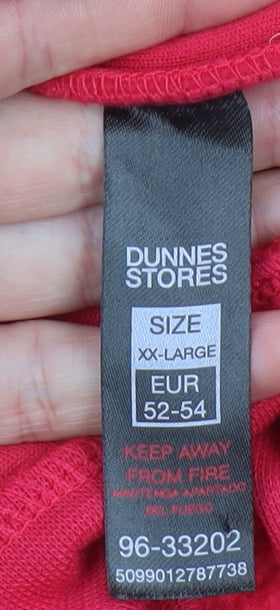 DUNNES
STORES
SIZE
XX-LARGE
EUR
52-54
KEEP AWAY
FROM FIRE
MANTENGA APARTADO
DEL FUEGO
96-33202
5099012787738